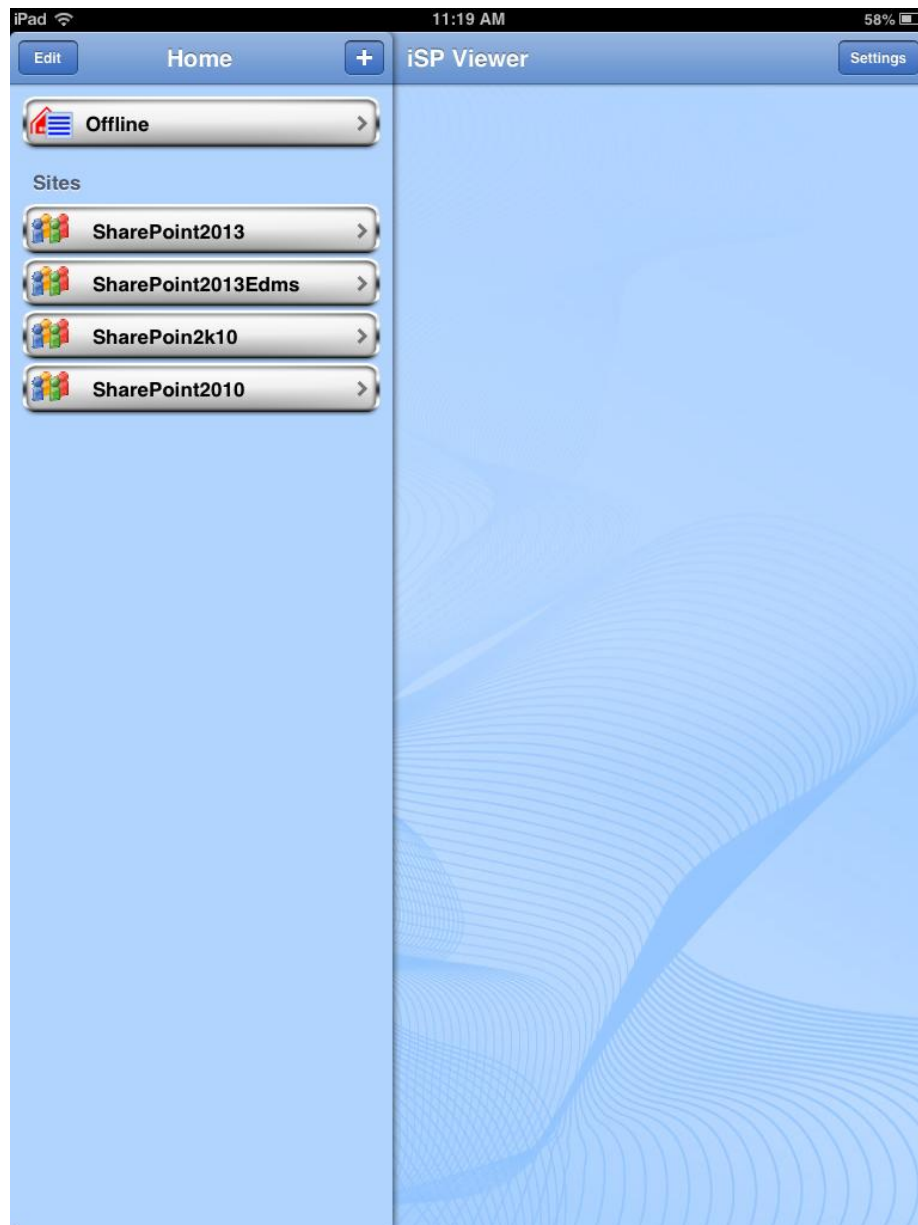 iPad 11:19 AM 58%
Edit Home + iSP Viewer Settings
Offline
Sites
SharePoint2013
SharePoint2013Edms
SharePoin2k10
SharePoint2010